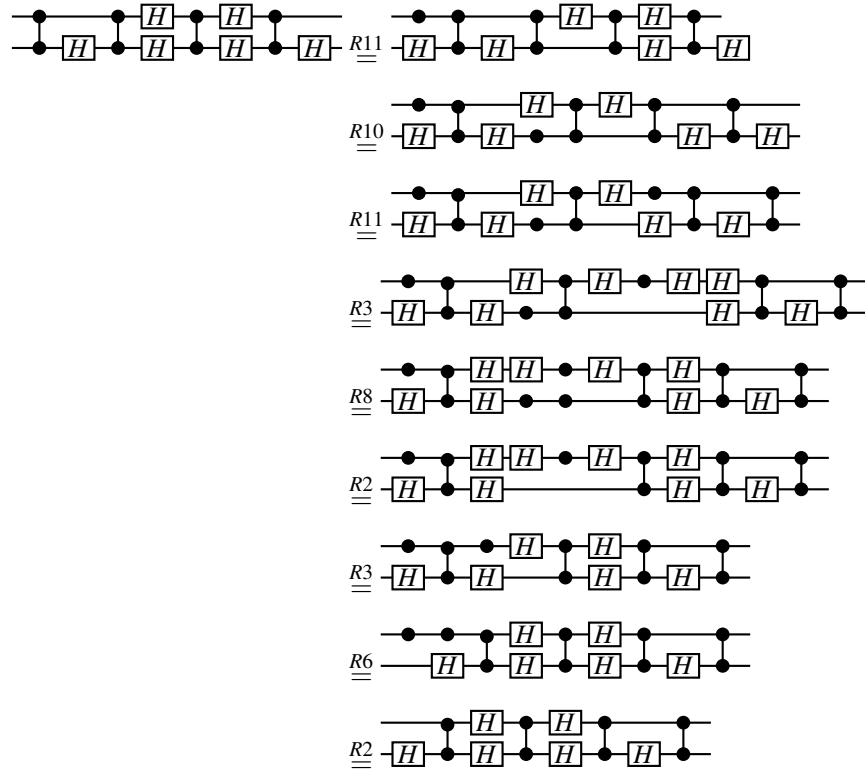 H H H H
H H H H R11 = H H H H
H H
R10 = H H H H
H H
R11 = H H H H
H H H H
R3 = H H H H
H H H H
R8 = H H H H
H H H H
R2 = H H H H
H H
R3 = H H H H
H H
R6 = H H H H
H H
R2 = H H H H